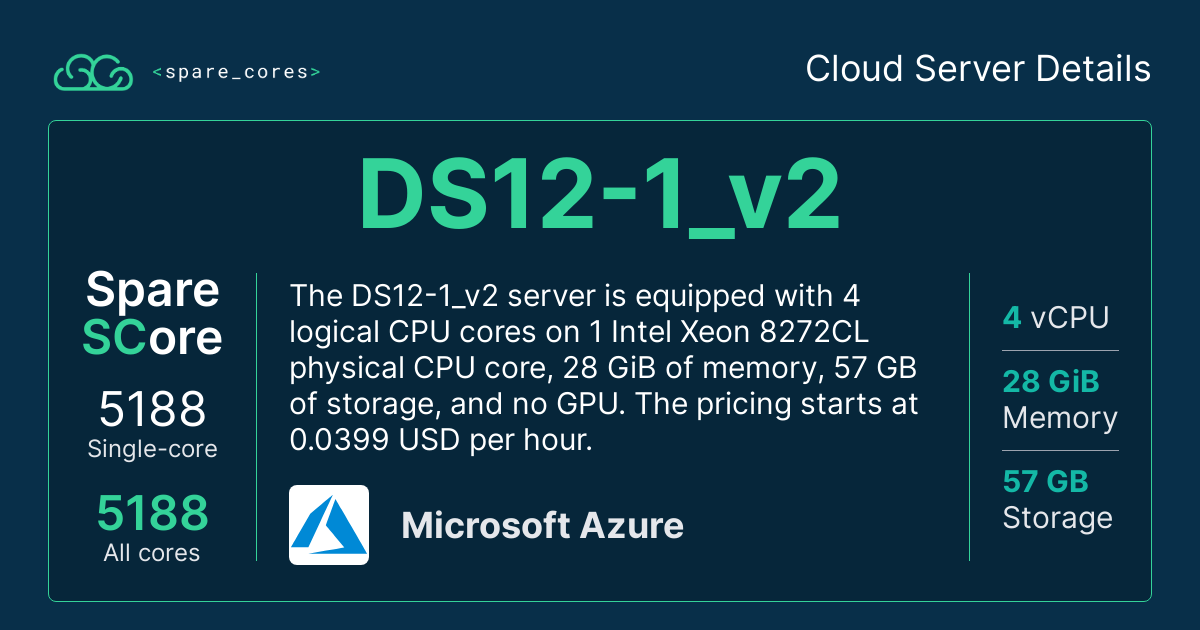 <spare_cores>
Cloud Server Details
DS12-1_v2
Spare
SCore
5188
Single-core
5188
All cores
The DS12-1_v2 server is equipped with 4
logical CPU cores on 1 Intel Xeon 8272CL
physical CPU core, 28 GiB of memory, 57 GB
of storage, and no GPU. The pricing starts at
0.0399 USD per hour.
Microsoft Azure
4 vCPU
28 GiB
Memory
57 GB
Storage